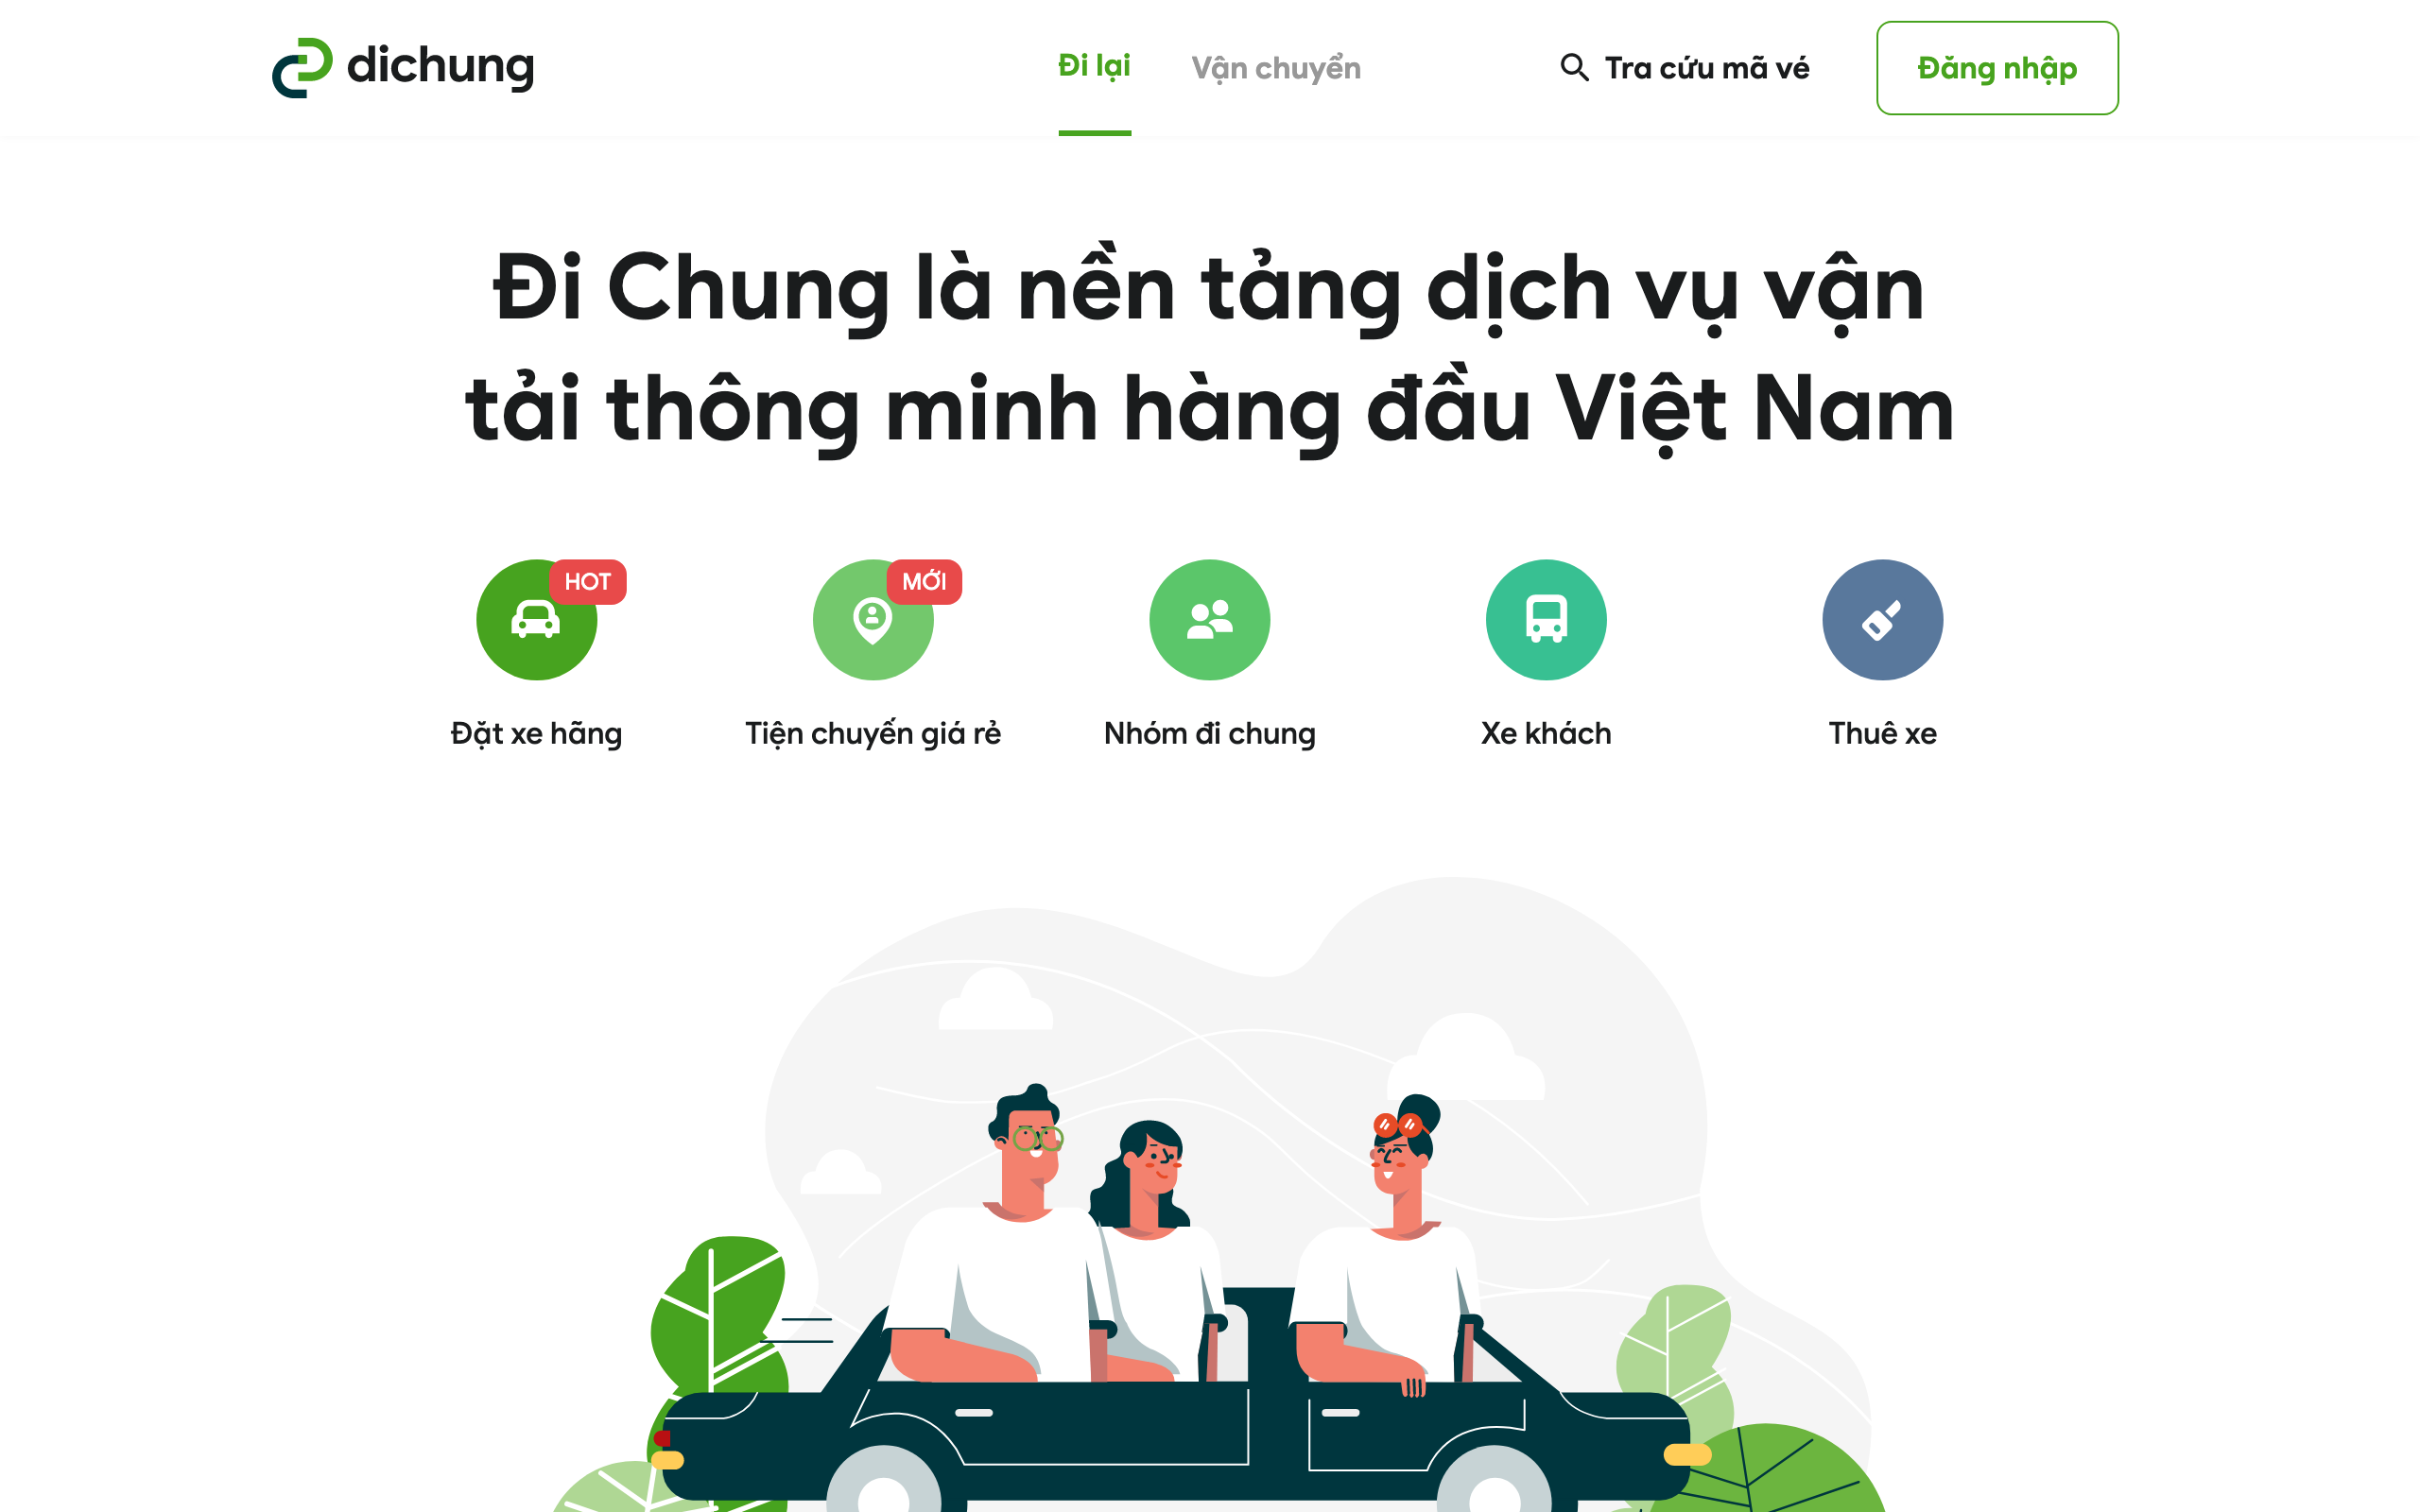 dichung
Đi lại
Vận chuyển
Tra cứu mã vé
Đăng nhập
Đi Chung là nền tảng dịch vụ vận
tải thông minh hàng đầu Việt Nam
HOT
MỚI
Đặt xe hãng
Tiện chuyến giá rẻ
Nhóm đi chung
Xe khách
Thuê xe